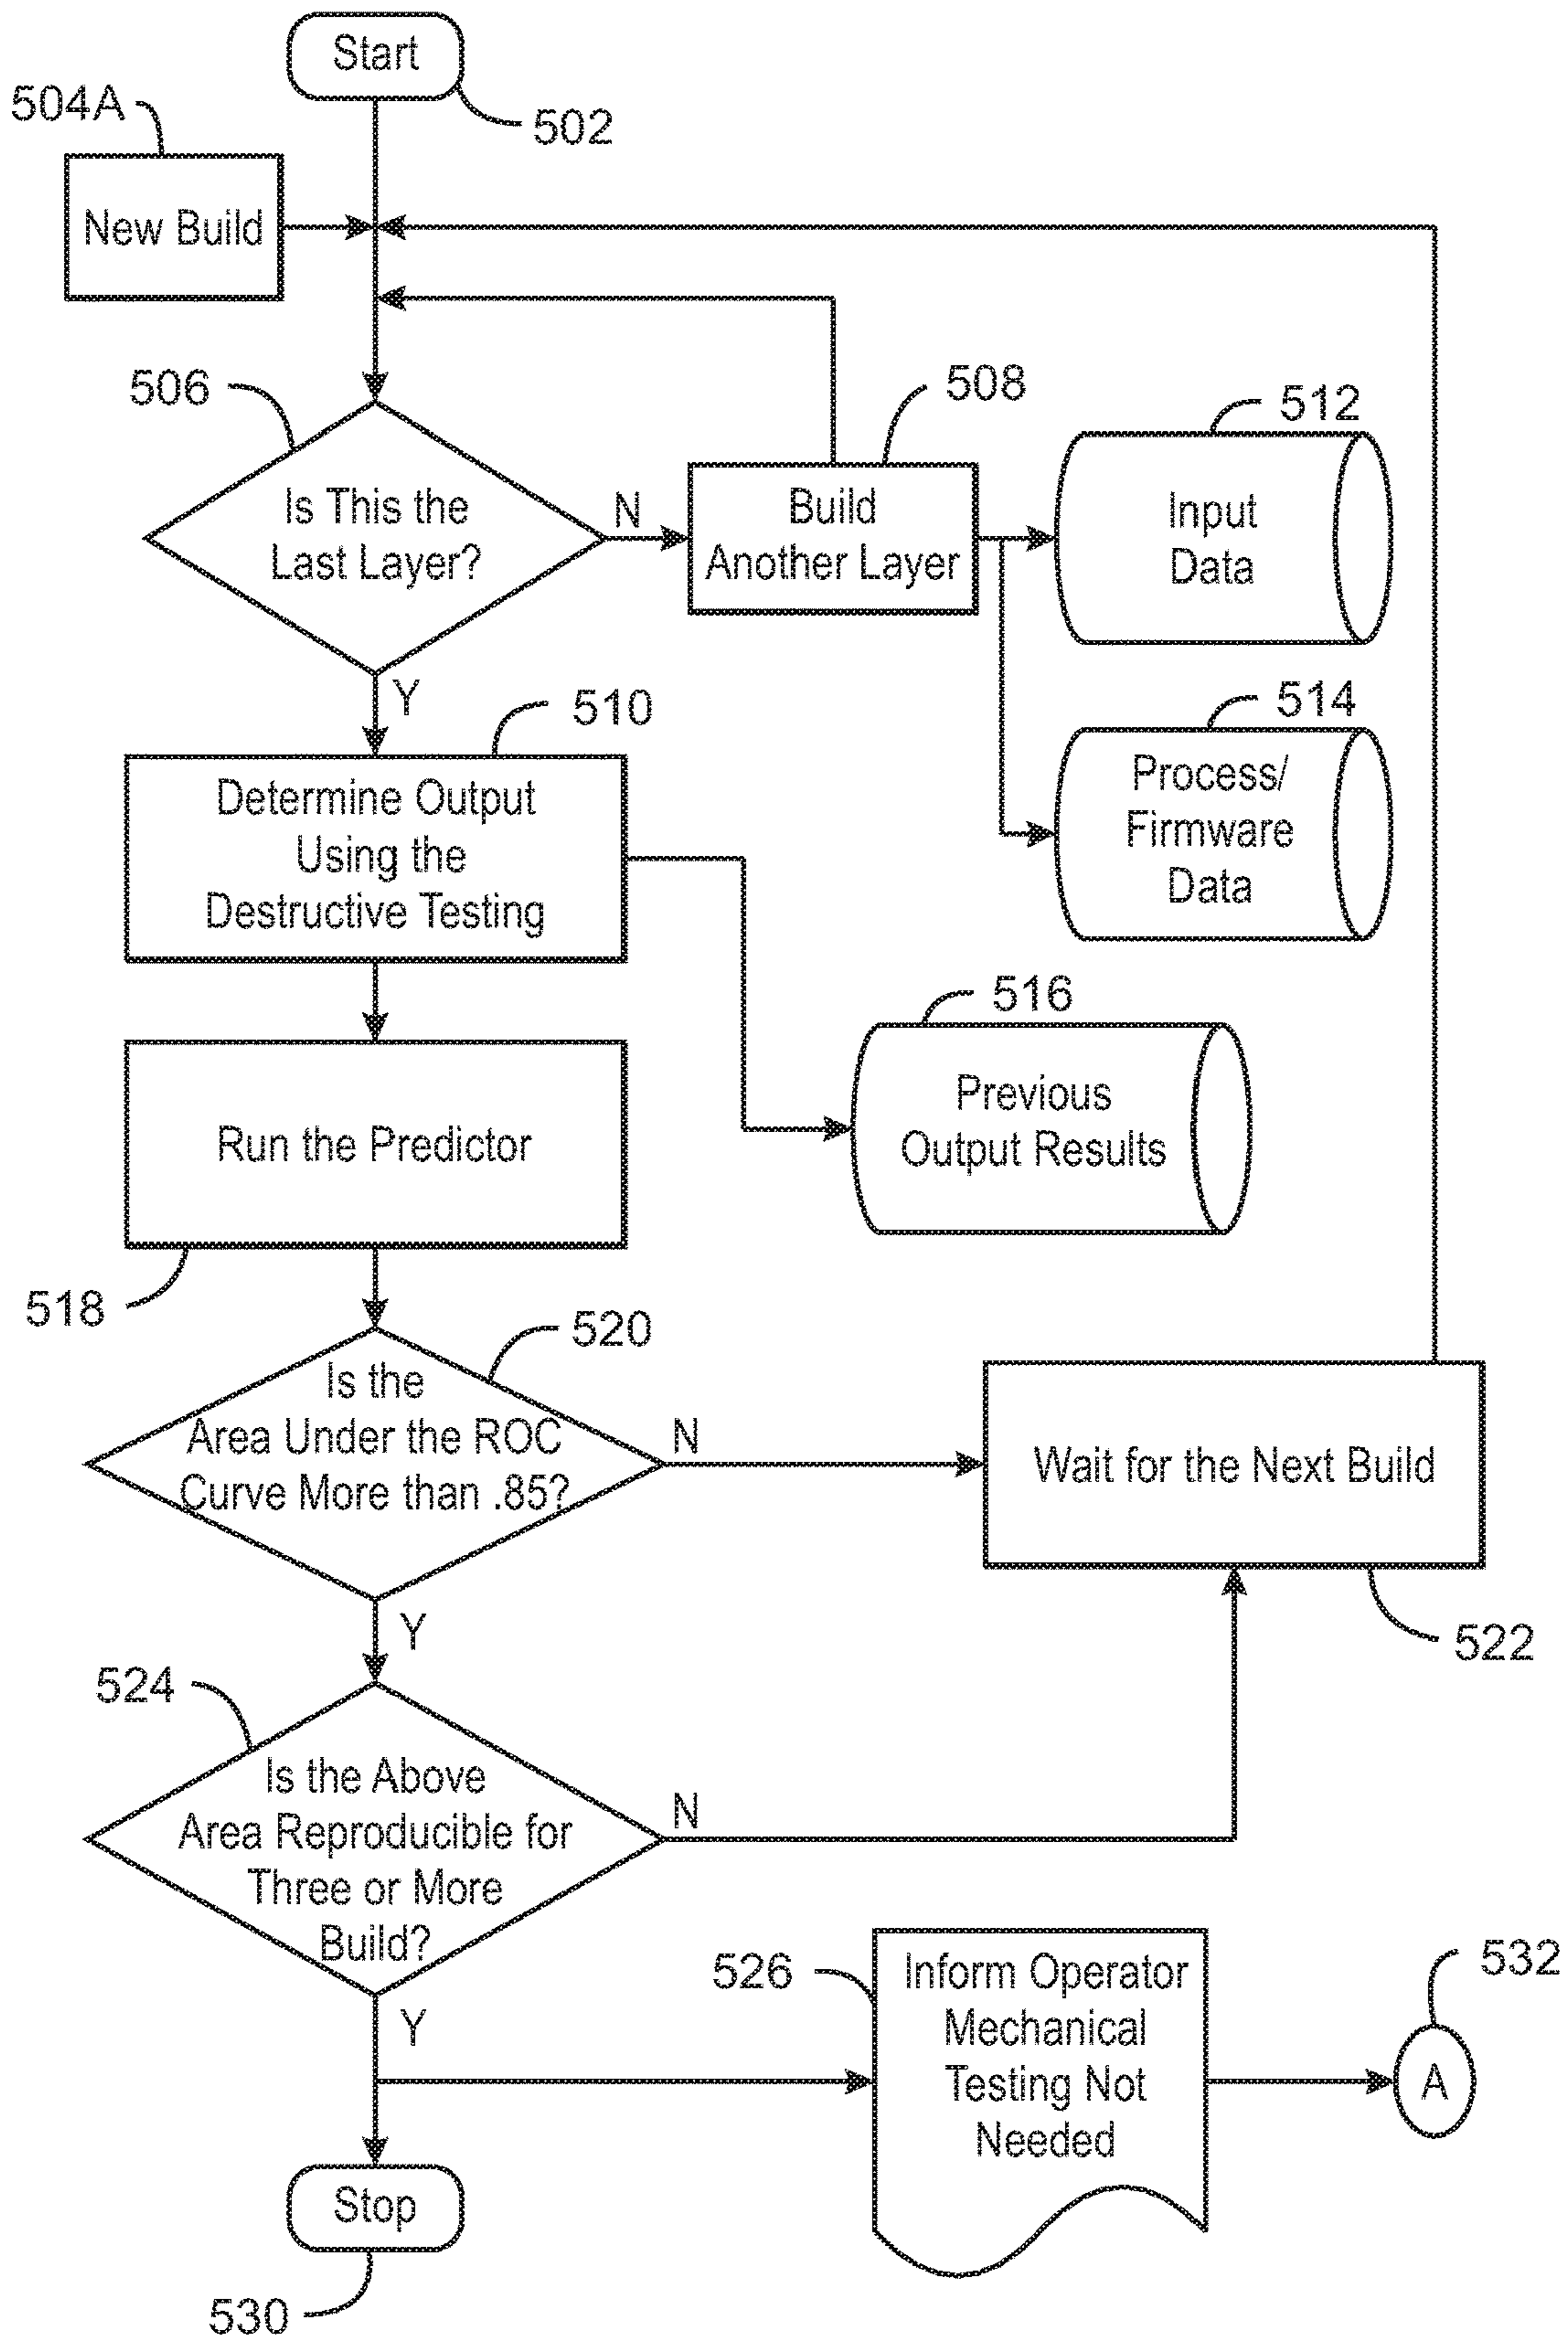 Start
502
504A
New Build
506
Is This the
Last Layer?
N
508
Build
Another Layer
512
Input
Data
514
Process/
Firmware
Data
Y
510
Determine Output
Using the
Destructive Testing
516
Previous
Output Results
Run the Predictor
518
520
Is the
Area Under the ROC
Curve More than .85?
N
Wait for the Next Build
522
Y
524
Is the Above
Area Reproducible for
Three or More
Build?
N
Y
526
Inform Operator
Mechanical
Testing Not
Needed
532
A
Stop
530